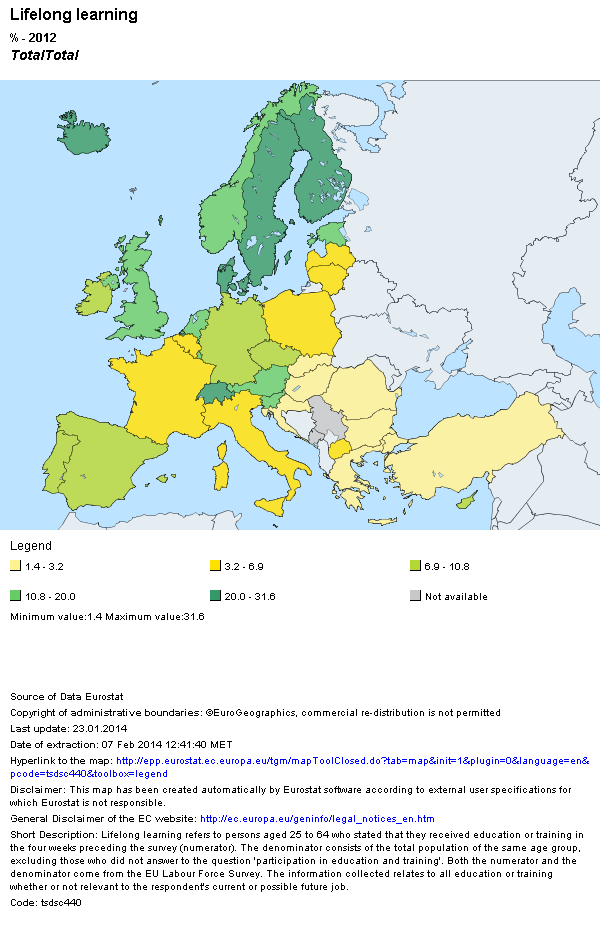 Lifelong learning
% - 2012
TotalTotal
Legend
1.4 - 3.2
3.2 - 6.9
6.9 - 10.8
10.8 - 20.0
20.0 - 31.6
Not available
Minimum value:1.4 Maximum value:31.6
Source of Data Eurostat
Copyright of administrative boundaries: ©EuroGeographics, commercial re-distribution is not permitted
Last update: 23.01.2014
Date of extraction: 07 Feb 2014 12:41:40 MET
Hyperlink to the map: http://epp.eurostat.ec.europa.eu/tgm/mapToolClosed.do?tab=map&init=1&plugin=0&language=en&
pcode=tsdsc440&toolbox=legend
Disclaimer: This map has been created automatically by Eurostat software according to external user specifications for
which Eurostat is not responsible.
General Disclaimer of the EC website: http://ec.europa.eu/geninfo/legal_notices_en.htm
Short Description: Lifelong learning refers to persons aged 25 to 64 who stated that they received education or training in
the four weeks preceding the survey (numerator). The denominator consists of the total population of the same age group,
excluding those who did not answer to the question 'participation in education and training'. Both the numerator and the
denominator come from the EU Labour Force Survey. The information collected relates to all education or training
whether or not relevant to the respondent's current or possible future job.
Code: tsdsc440